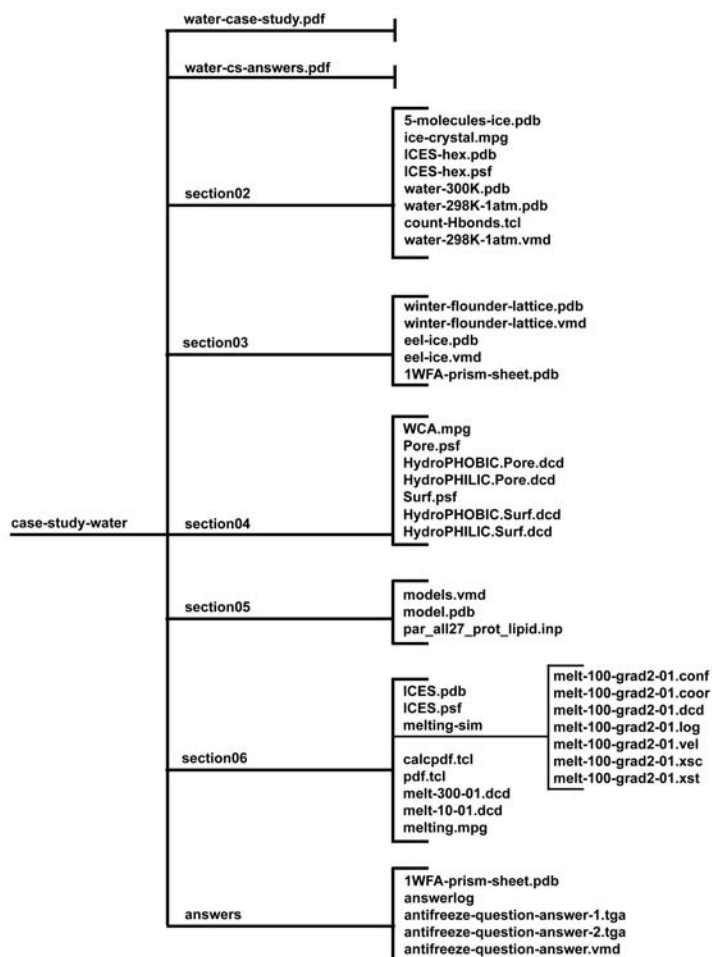 water-case-study.pdf
water-cs-answers.pdf
5-molecules-ice.pdb
ice-crystal.mpg
ICES-hex.pdb
ICES-hex.psf
section02
water-300K.pdb
water-298K-1atm.pdb
count-Hbonds.tcl
water-298K-1atm.vmd
winter-flounder-lattice.pdb
winter-flounder-lattice.vmd
section03
eel-ice.pdb
eel-ice.vmd
1WFA-prism-sheet.pdb
WCA.mpg
Pore.psf
HydroPHOBIC.Pore.dcd
HydroPHILIC.Pore.dcd
Surf.psf
case-study-water
section04
HydroPHOBIC.Surf.dcd
HydroPHILIC.Surf.dcd
section05
models.vmd
model.pdb
par_all27_prot_lipid.inp
ICES.pdb
ICES.psf
melting-sim
melt-100-grad2-01.conf
melt-100-grad2-01.coor
melt-100-grad2-01.dcd
melt-100-grad2-01.log
melt-100-grad2-01.vel
melt-100-grad2-01.xsc
melt-100-grad2-01.xst
section06
calcpdf.tcl
pdf.tcl
melt-300-01.dcd
melt-10-01.dcd
melting.mpg
answers
1WFA-prism-sheet.pdb
answerlog
antifreeze-question-answer-1.tga
antifreeze-question-answer-2.tga
antifreeze-question-answer.vmd